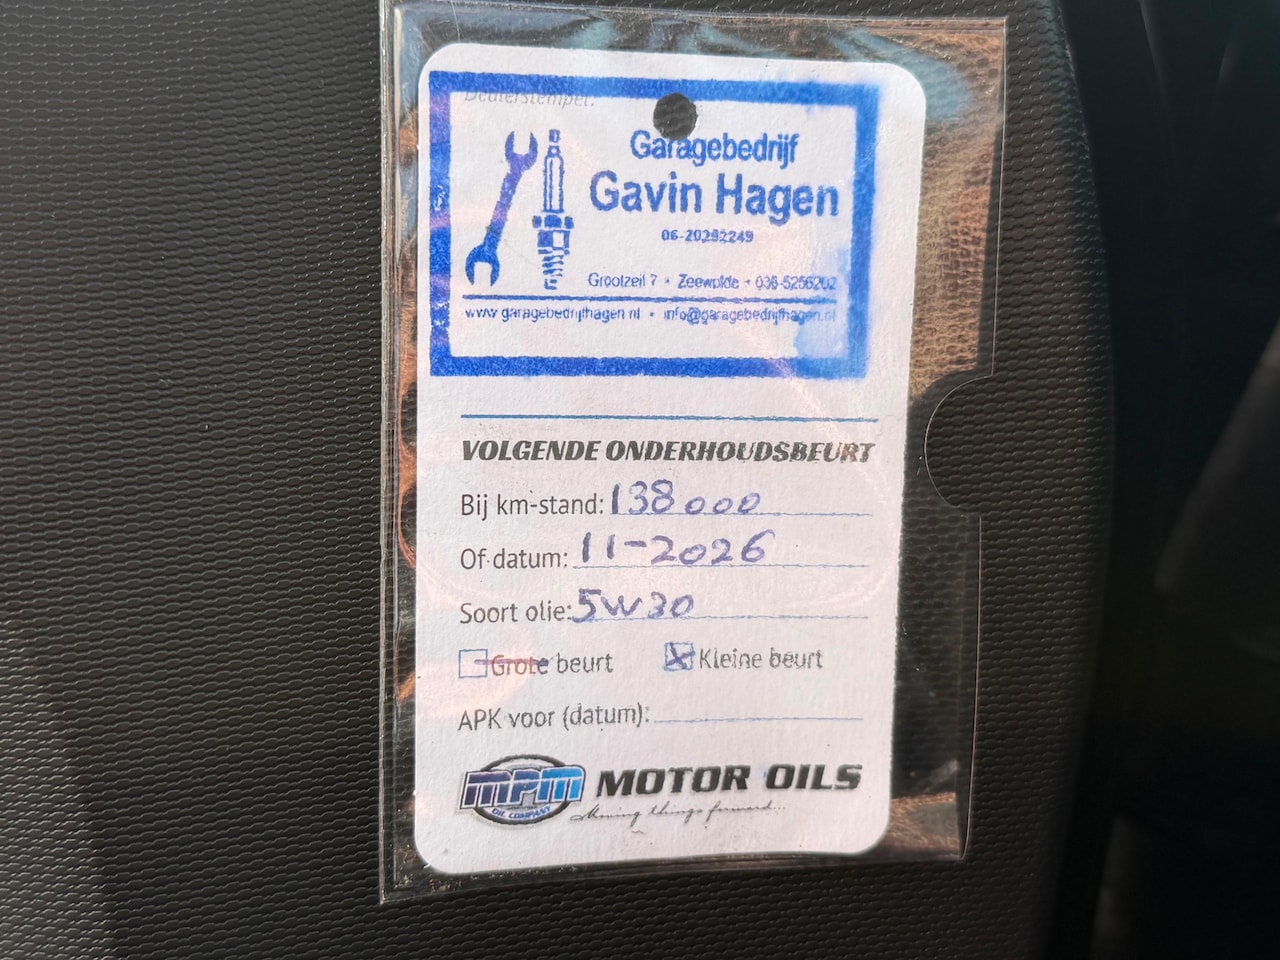 Dealerstempel:
Garagebedrijf
Gavin Hagen
06-20292249
Grootzeil 7 • Zeewolde • 036-5256202
www.garagebedrijfhagen.nl • info@garagebedrijfhagen.nl
VOLGENDE ONDERHOUDSBEURT
Bij km-stand: 138000
Of datum: 11-2026
Soort olie: 5W30
Grote beurt Kleine beurt
APK voor (datum):
MPM MOTOR OILS
OIL COMPANY Moving things forward...